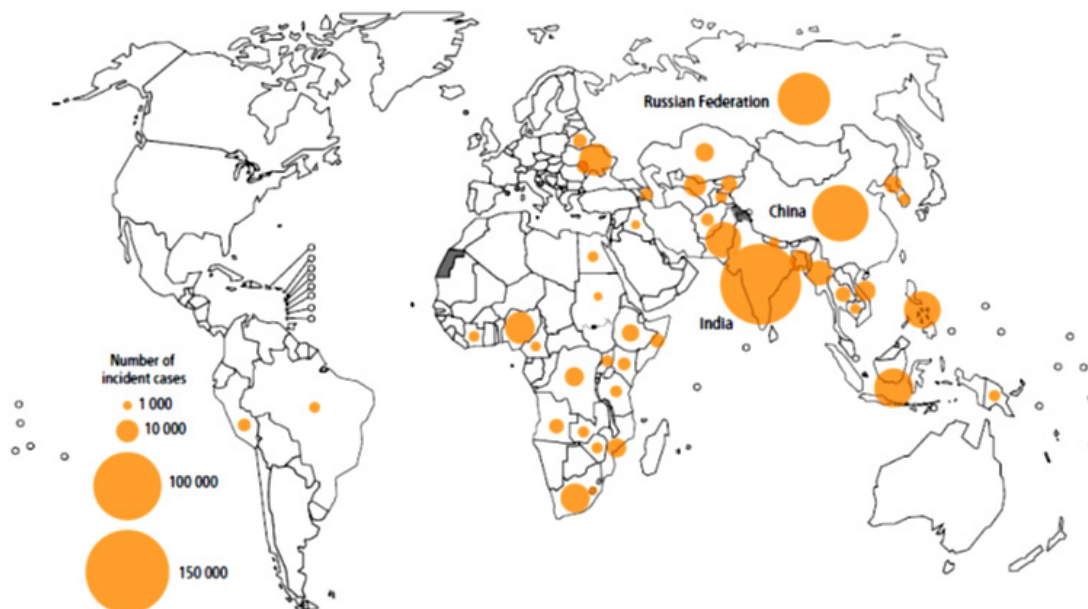 Russian Federation
China
India
Number of
incident cases
1 000
10 000
100 000
150 000